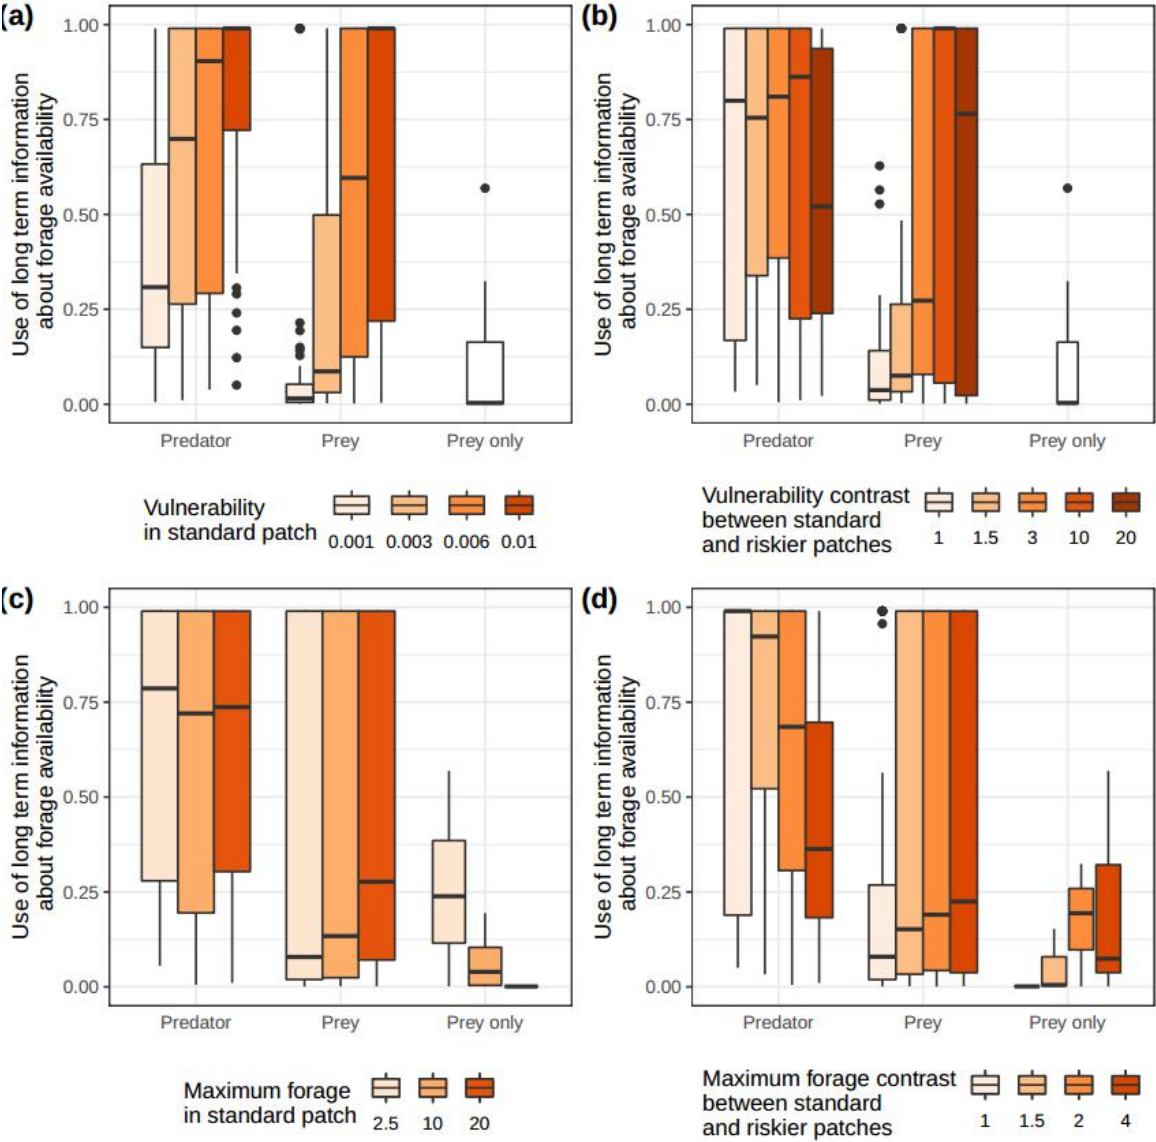 (a)
Use of long term information
about forage availability
1.00
0.75
0.50
0.25
0.00
Predator
Prey
Prey only
Vulnerability
in standard patch
0.001
0.003
0.006
0.01
(b)
Use of long term information
about forage availability
1.00
0.75
0.50
0.25
0.00
Predator
Prey
Prey only
Vulnerability contrast
between standard
and riskier patches
1
1.5
3
10
20
(c)
Use of long term information
about forage availability
1.00
0.75
0.50
0.25
0.00
Predator
Prey
Prey only
Maximum forage
in standard patch
2.5
10
20
(d)
Use of long term information
about forage availability
1.00
0.75
0.50
0.25
0.00
Predator
Prey
Prey only
Maximum forage contrast
between standard
and riskier patches
1
1.5
2
4